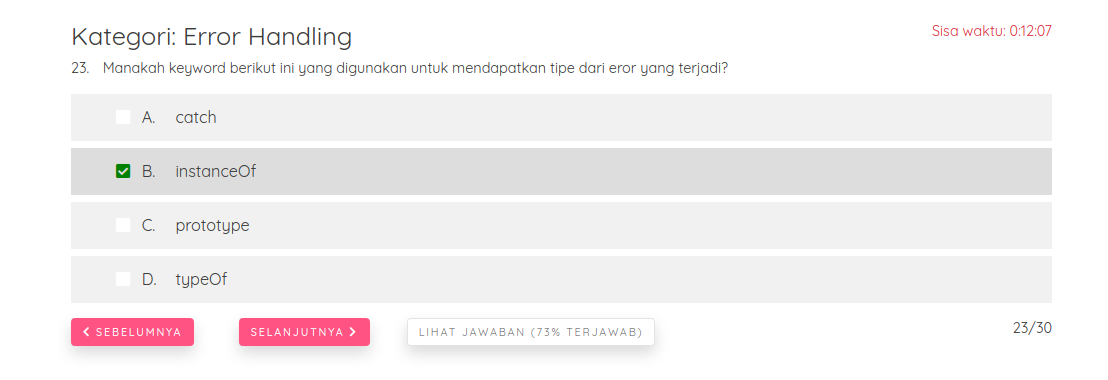 Kategori: Error Handling
Sisa waktu: 0:12:07
23. Manakah keyword berikut ini yang digunakan untuk mendapatkan tipe dari eror yang terjadi?
A. catch
B. instanceOf
C. prototype
D. typeOf
SEBELUMNYA
SELANJUTNYA
LIHAT JAWABAN (73% TERJAWAB)
23/30